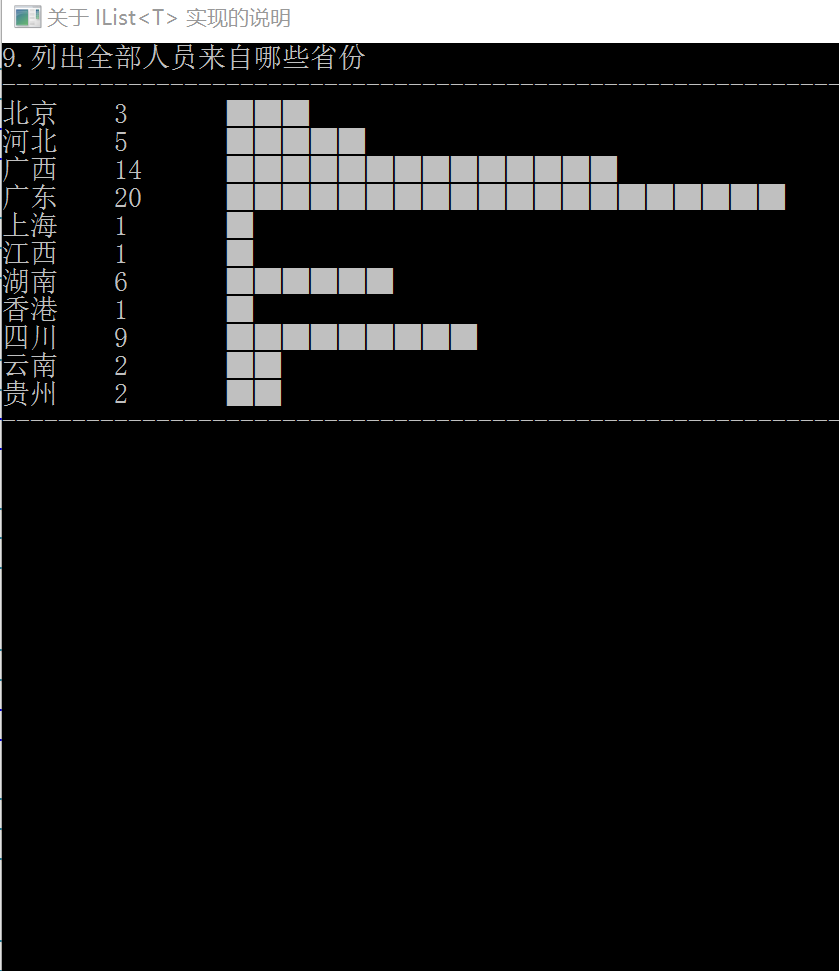 关于 IList<T> 实现的说明
9.列出全部人员来自哪些省份
------------------------------------------------------------
北京    3       ■■■
河北    5       ■■■■■
广西    14      ■■■■■■■■■■■■■■
广东    20      ■■■■■■■■■■■■■■■■■■■■
上海    1       ■
江西    1       ■
湖南    6       ■■■■■■
香港    1       ■
四川    9       ■■■■■■■■■
云南    2       ■■
贵州    2       ■■
------------------------------------------------------------